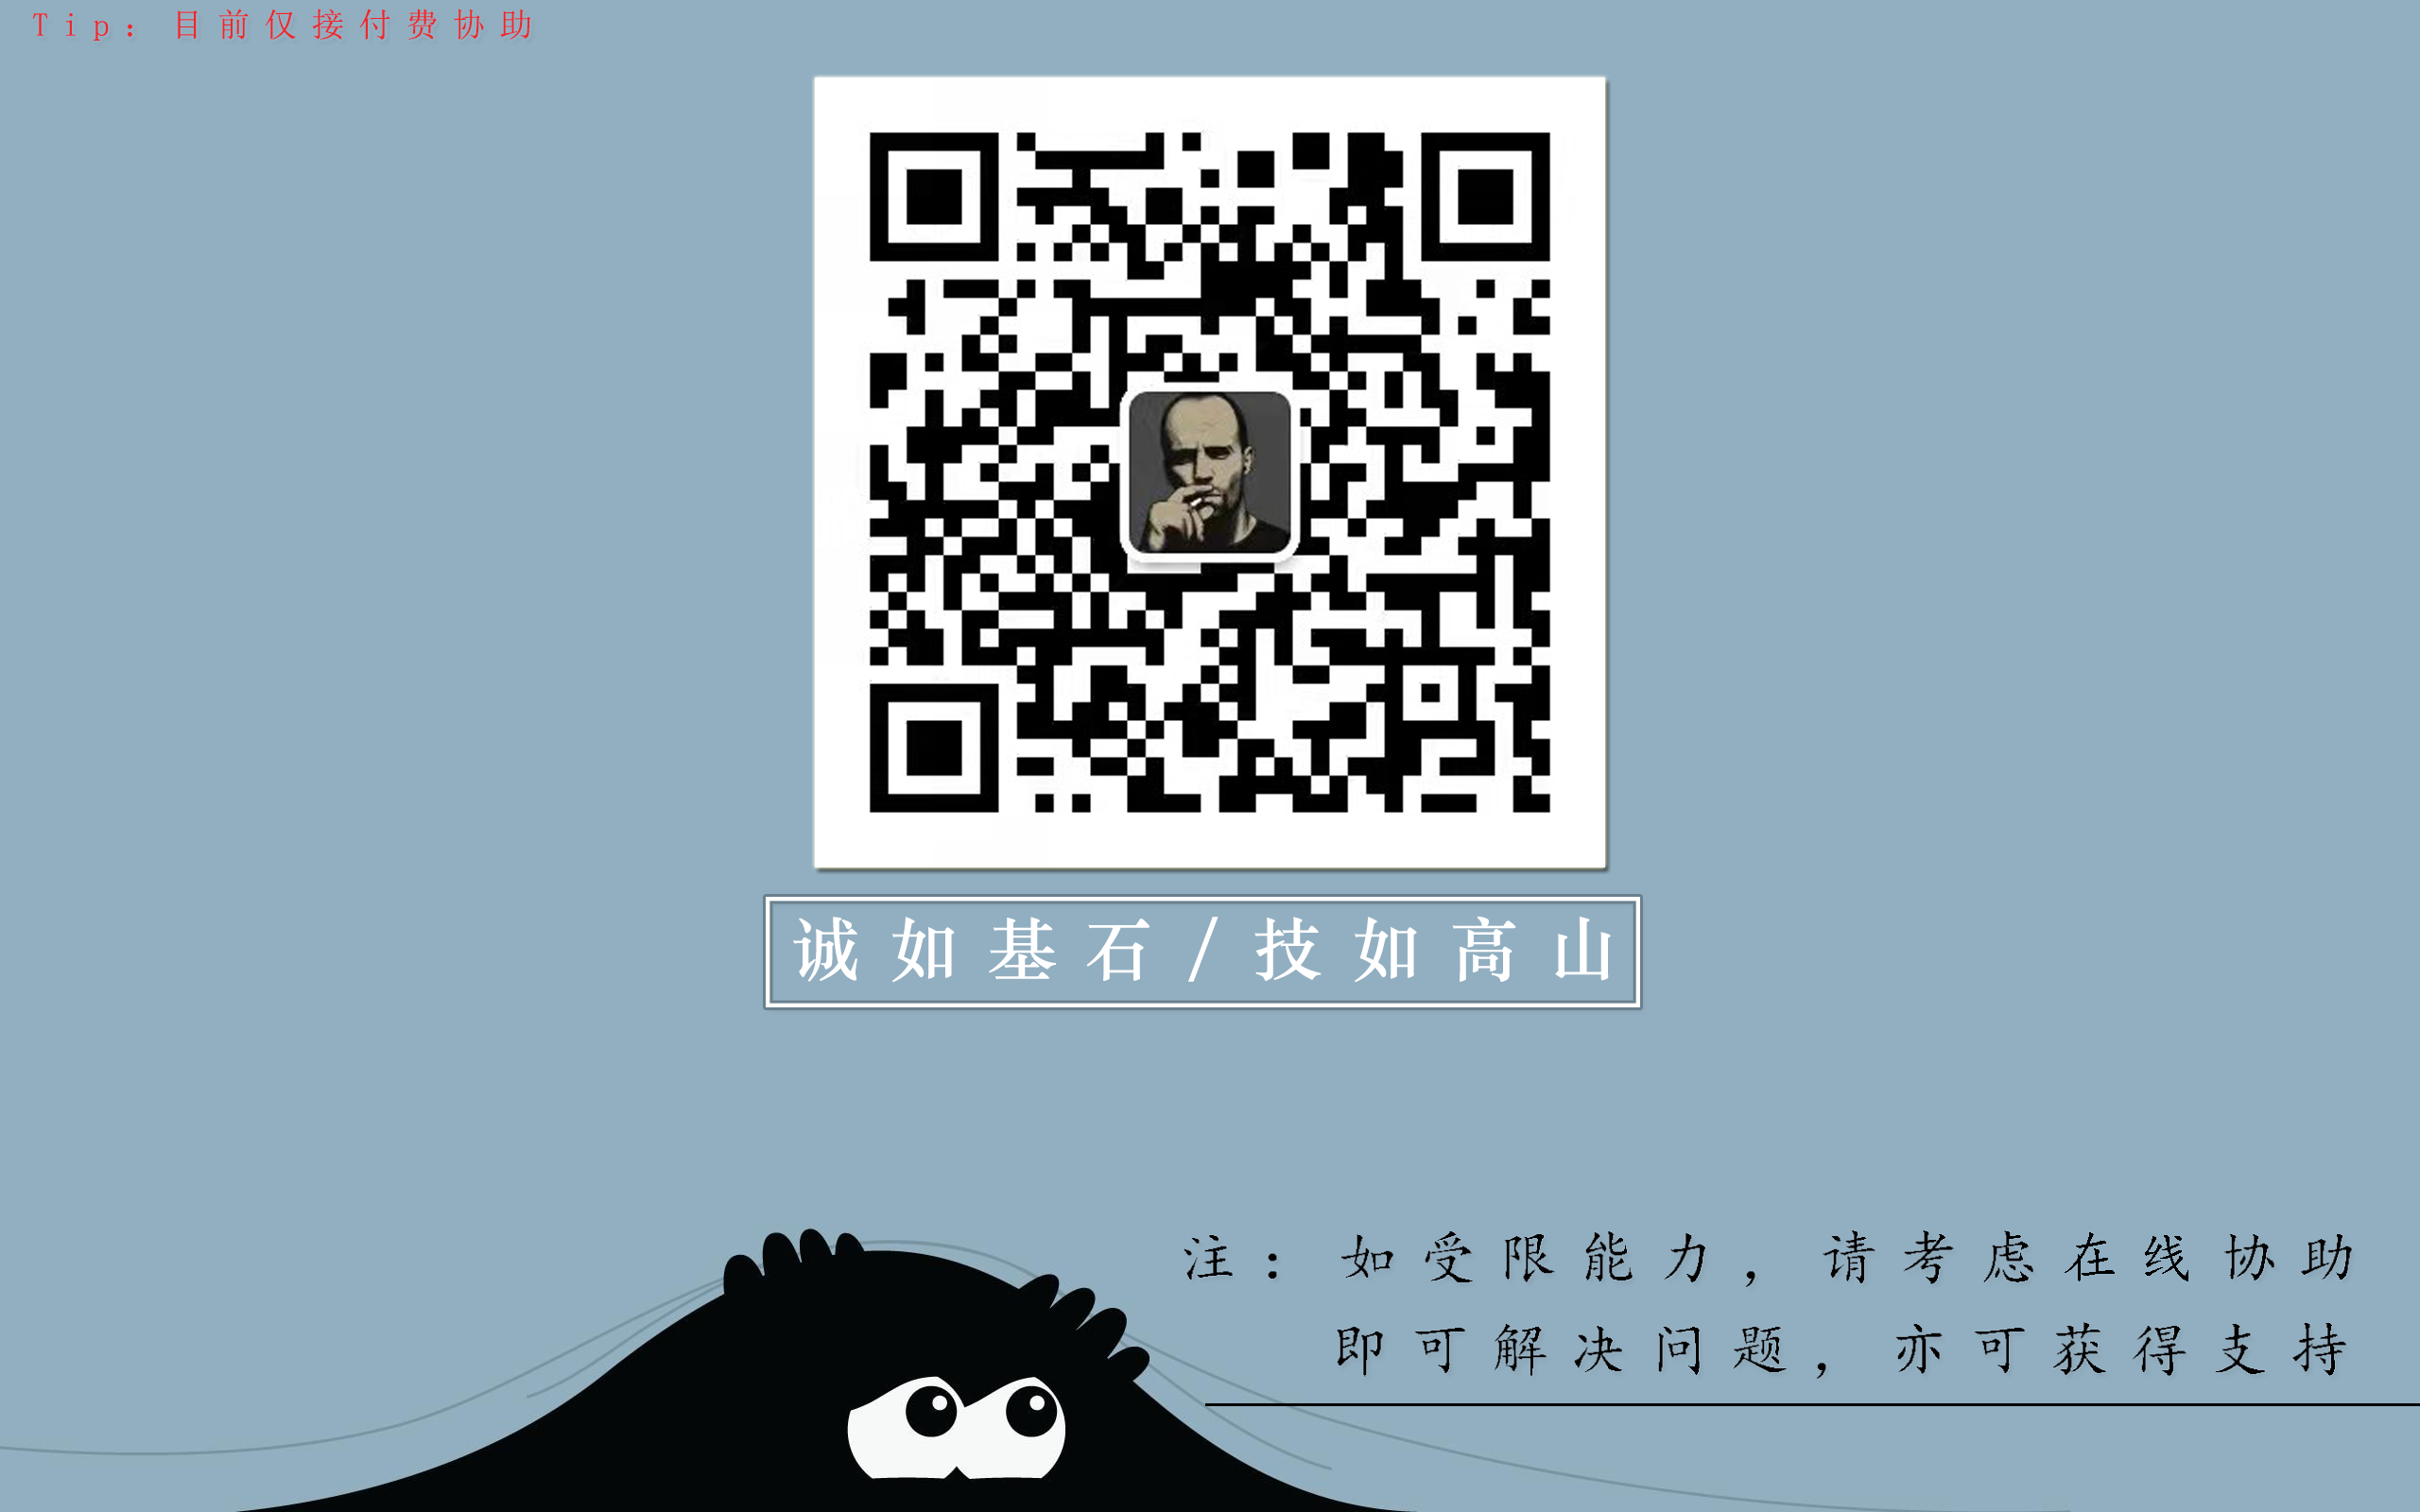 Tip：目前仅接付费协助
诚如基石/技如高山
注：如受限能力，请考虑在线协助
即可解决问题，亦可获得支持